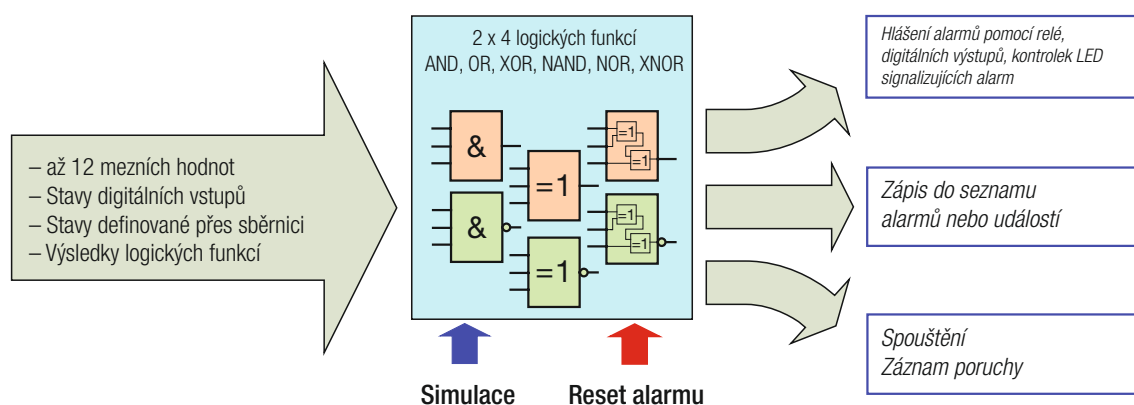 – až 12 mezních hodnot
– Stavy digitálních vstupů
– Stavy definované přes sběrnici
– Výsledky logických funkcí
2 x 4 logických funkcí
AND, OR, XOR, NAND, NOR, XNOR
&
=1
=1
=1
&
=1
=1
=1
Simulace
Reset alarmu
Hlášení alarmů pomocí relé,
digitálních výstupů, kontrolek LED
signalizujících alarm
Zápis do seznamu
alarmů nebo událostí
Spouštění
Záznam poruchy